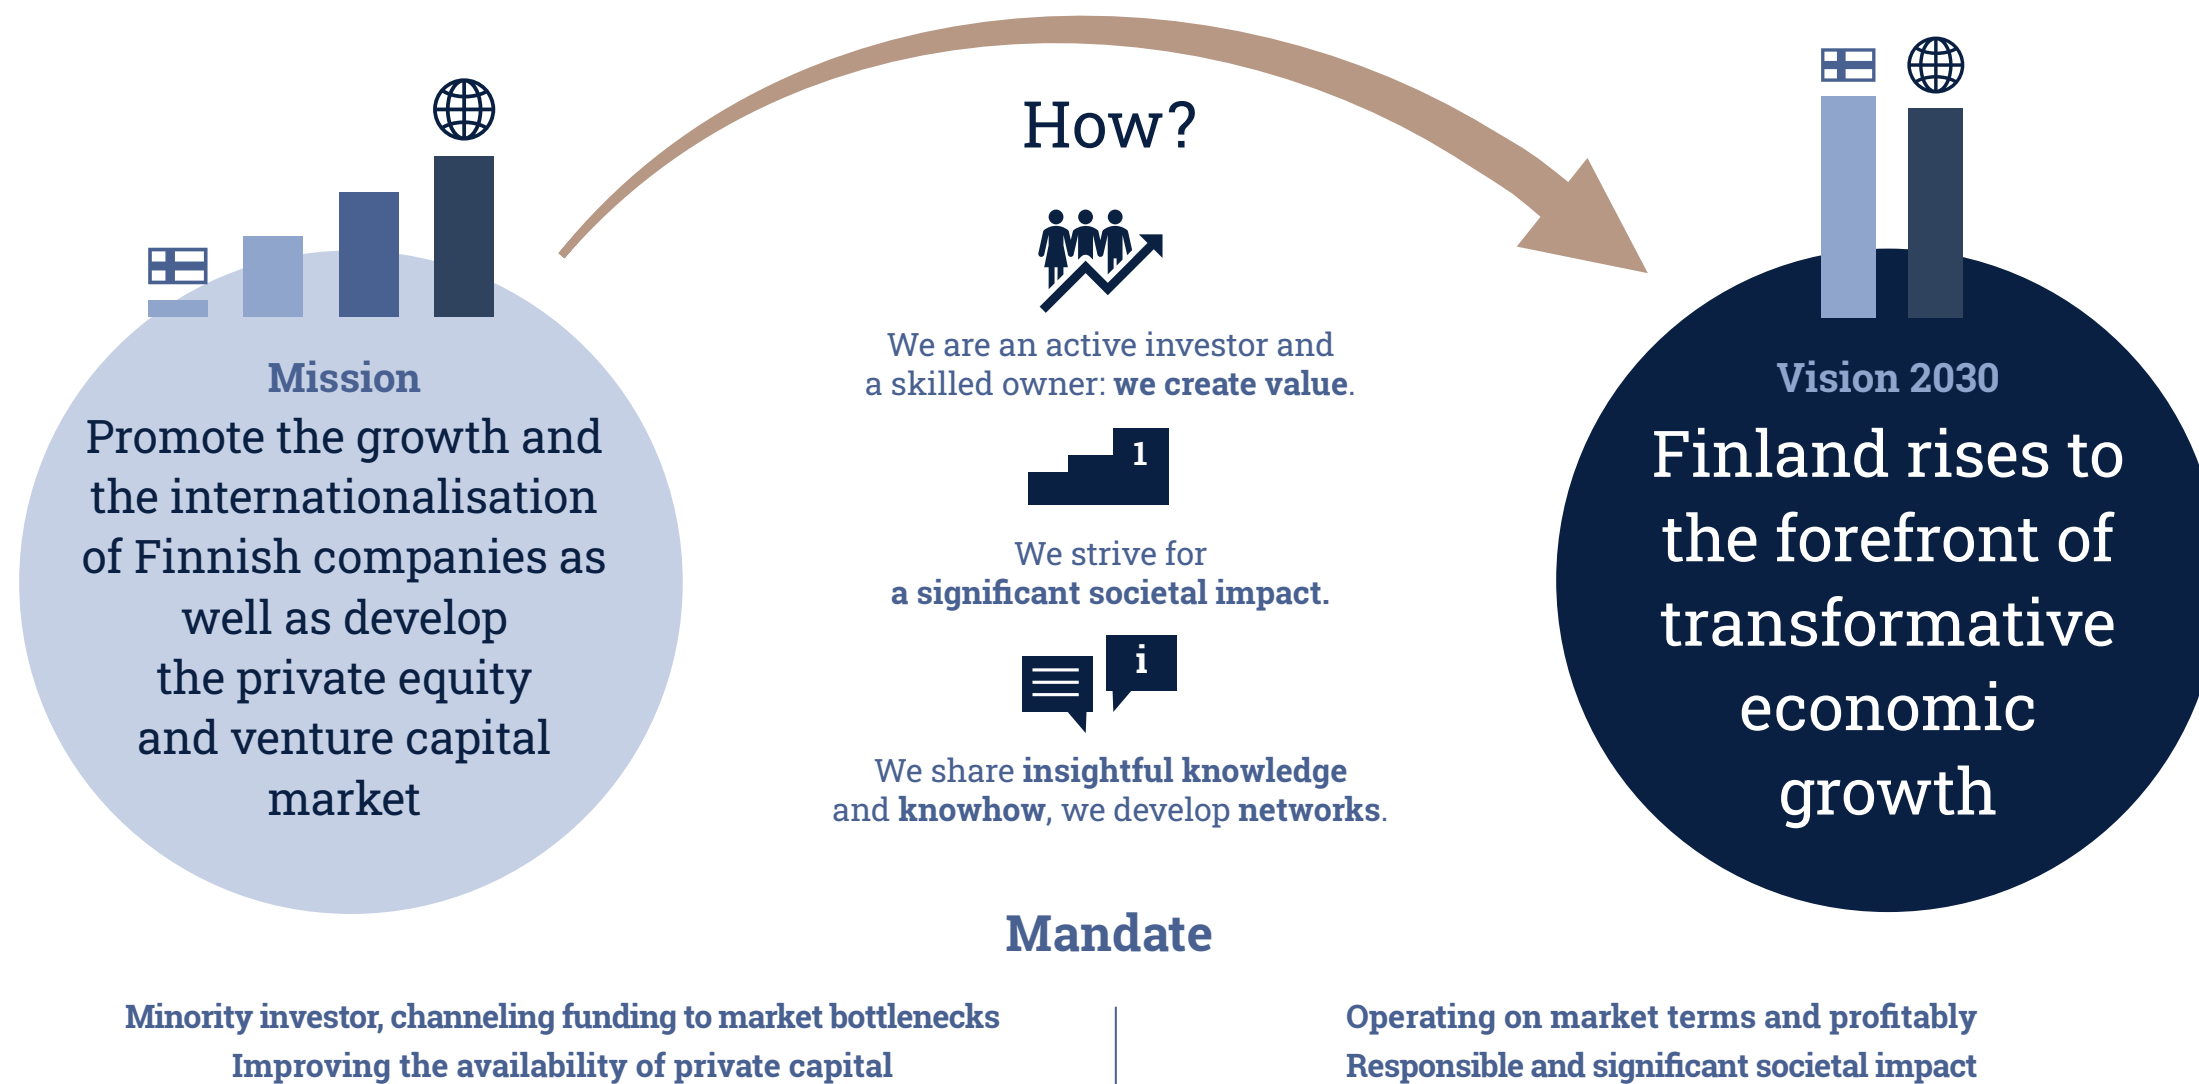 How?
Mission
Promote the growth and
the internationalisation
of Finnish companies as
well as develop
the private equity
and venture capital
market
We are an active investor and
a skilled owner: we create value.
1
We strive for
a significant societal impact.
i
We share insightful knowledge
and knowhow, we develop networks.
Vision 2030
Finland rises to
the forefront of
transformative
economic
growth
Mandate
Minority investor, channeling funding to market bottlenecks
Improving the availability of private capital
Operating on market terms and profitably
Responsible and significant societal impact